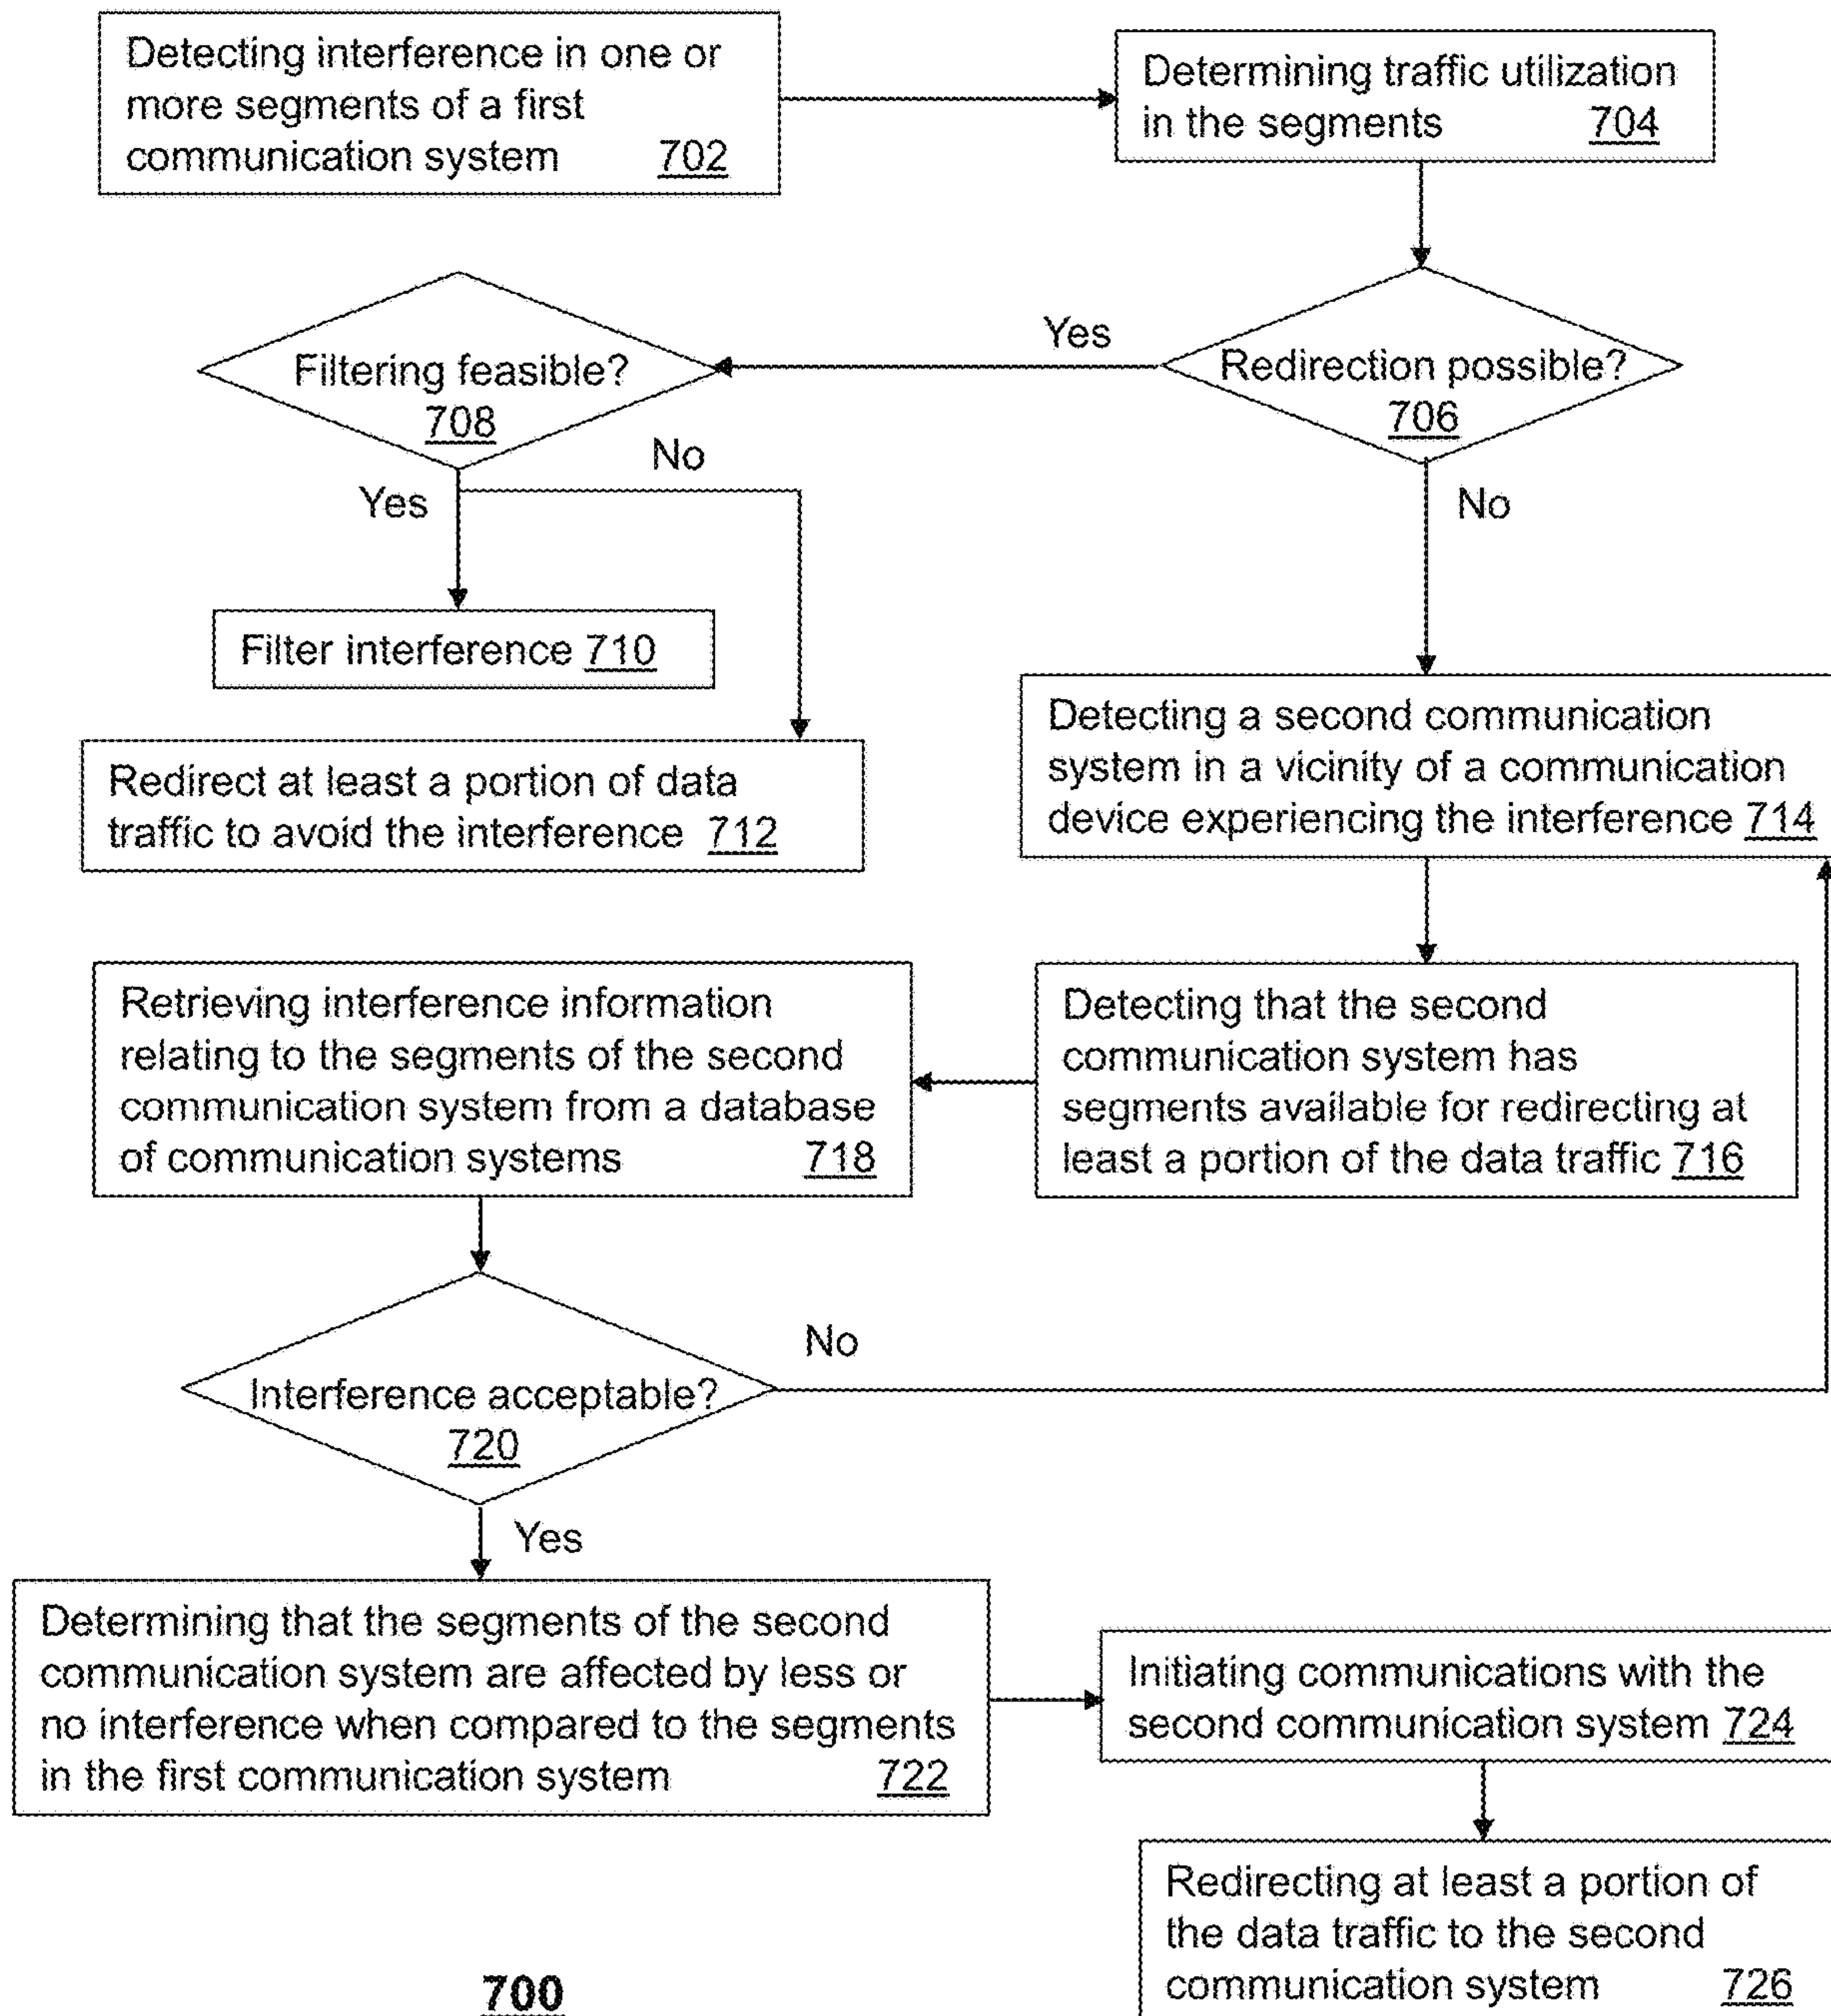 Detecting interference in one or
more segments of a first
communication system 702
Determining traffic utilization
in the segments 704
Redirection possible?
706
Yes
No
Filtering feasible?
708
No
Yes
Filter interference 710
Redirect at least a portion of data
traffic to avoid the interference 712
Detecting a second communication
system in a vicinity of a communication
device experiencing the interference 714
Detecting that the second
communication system has
segments available for redirecting at
least a portion of the data traffic 716
Retrieving interference information
relating to the segments of the second
communication system from a database
of communication systems 718
Interference acceptable?
720
No
Yes
Determining that the segments of the second
communication system are affected by less or
no interference when compared to the segments
in the first communication system 722
Initiating communications with the
second communication system 724
Redirecting at least a portion of
the data traffic to the second
communication system 726
700